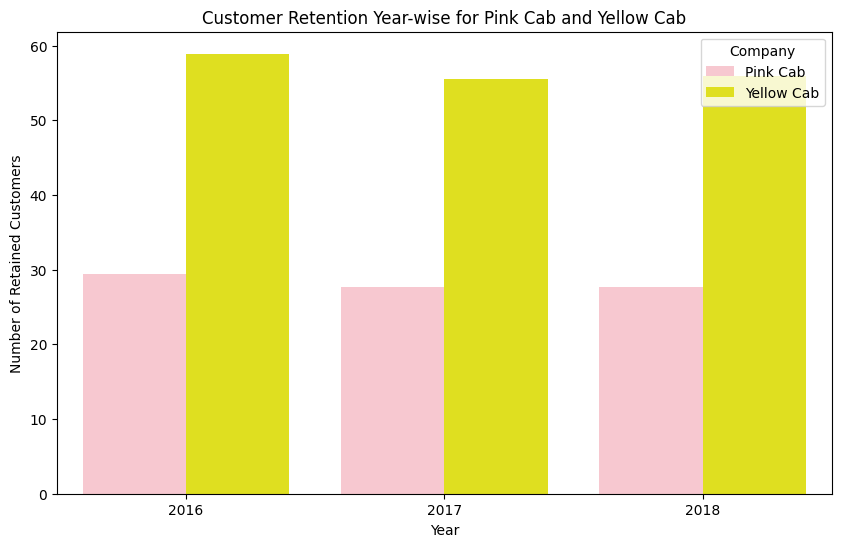 Customer Retention Year-wise for Pink Cab and Yellow Cab
Company
Pink Cab
Yellow Cab
60
50
40
30
20
10
0
Number of Retained Customers
2016
2017
2018
Year